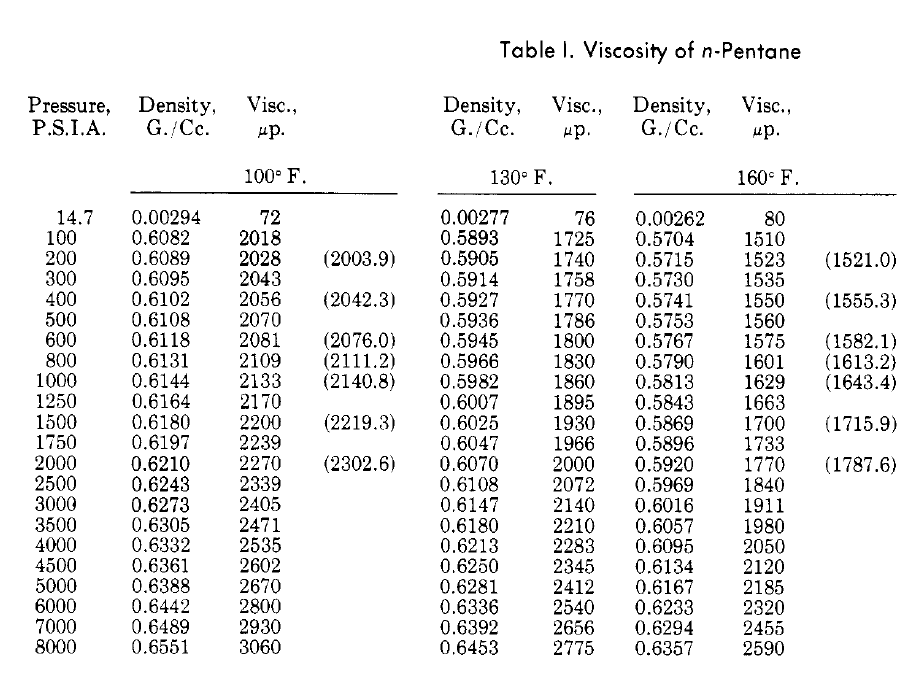 Table I. Viscosity of n-Pentane
Pressure, Density, Visc., Density, Visc., Density, Visc.,
P.S.I.A. G./Cc. μp. G./Cc. μp. G./Cc. μp.
100° F. 130° F. 160° F.
14.7 0.00294 72 0.00277 76 0.00262 80
100 0.6082 2018 0.5893 1725 0.5704 1510
200 0.6089 2028 (2003.9) 0.5905 1740 0.5715 1523 (1521.0)
300 0.6095 2043 0.5914 1758 0.5730 1535
400 0.6102 2056 (2042.3) 0.5927 1770 0.5741 1550 (1555.3)
500 0.6108 2070 0.5936 1786 0.5753 1560
600 0.6118 2081 (2076.0) 0.5945 1800 0.5767 1575 (1582.1)
800 0.6131 2109 (2111.2) 0.5966 1830 0.5790 1601 (1613.2)
1000 0.6144 2133 (2140.8) 0.5982 1860 0.5813 1629 (1643.4)
1250 0.6164 2170 0.6007 1895 0.5843 1663
1500 0.6180 2200 (2219.3) 0.6025 1930 0.5869 1700 (1715.9)
1750 0.6197 2239 0.6047 1966 0.5896 1733
2000 0.6210 2270 (2302.6) 0.6070 2000 0.5920 1770 (1787.6)
2500 0.6243 2339 0.6108 2072 0.5969 1840
3000 0.6273 2405 0.6147 2140 0.6016 1911
3500 0.6305 2471 0.6180 2210 0.6057 1980
4000 0.6332 2535 0.6213 2283 0.6095 2050
4500 0.6361 2602 0.6250 2345 0.6134 2120
5000 0.6388 2670 0.6281 2412 0.6167 2185
6000 0.6442 2800 0.6336 2540 0.6233 2320
7000 0.6489 2930 0.6392 2656 0.6294 2455
8000 0.6551 3060 0.6453 2775 0.6357 2590